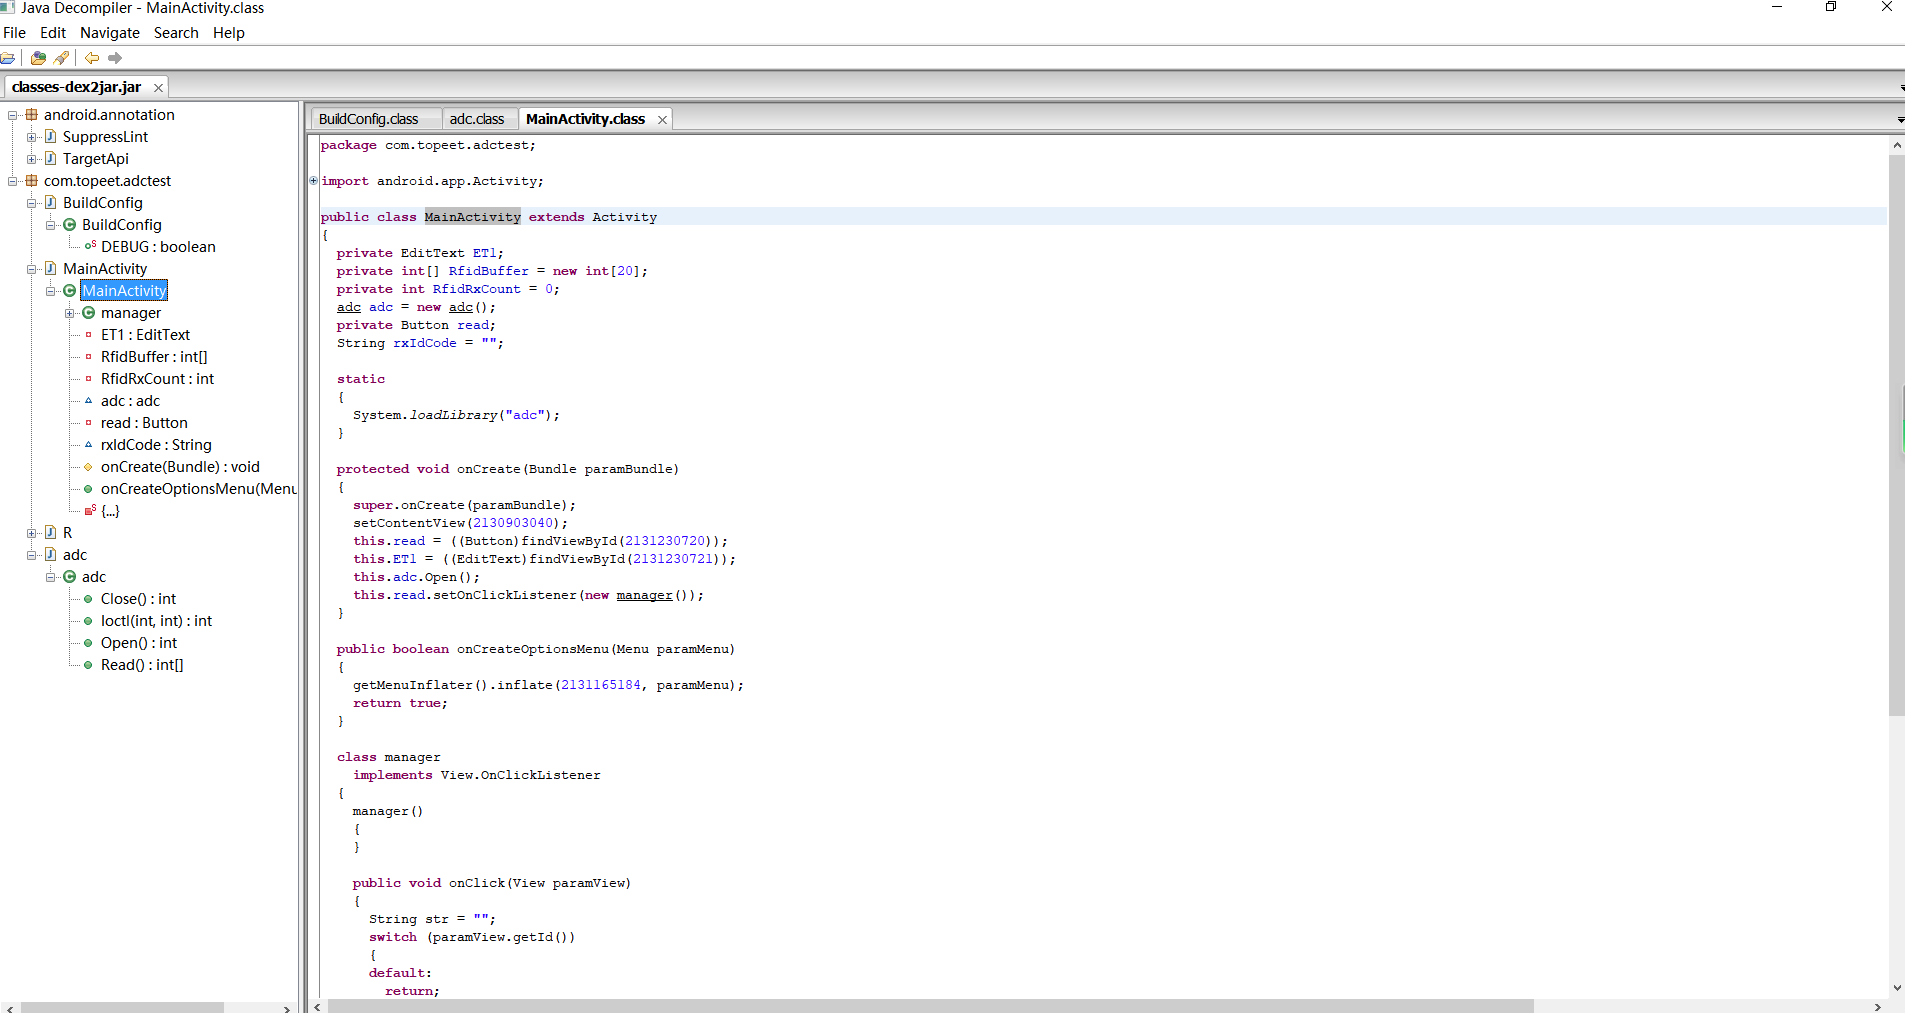 Java Decompiler - MainActivity.class
File Edit Navigate Search Help
classes-dex2jar.jar
android.annotation
SuppressLint
TargetApi
com.topeet.adctest
BuildConfig
BuildConfig
DEBUG : boolean
MainActivity
MainActivity
manager
ET1 : EditText
RfidBuffer : int[]
RfidRxCount : int
adc : adc
read : Button
rxIdCode : String
onCreate(Bundle) : void
onCreateOptionsMenu(Menu
{...}
R
adc
adc
Close() : int
Ioctl(int, int) : int
Open() : int
Read() : int[]
BuildConfig.class adc.class MainActivity.class
package com.topeet.adctest;
import android.app.Activity;
public class MainActivity extends Activity
{
private EditText ET1;
private int[] RfidBuffer = new int[20];
private int RfidRxCount = 0;
adc adc = new adc();
private Button read;
String rxIdCode = "";
static
{
System.loadLibrary("adc");
}
protected void onCreate(Bundle paramBundle)
{
super.onCreate(paramBundle);
setContentView(2130903040);
this.read = ((Button)findViewById(2131230720));
this.ET1 = ((EditText)findViewById(2131230721));
this.adc.Open();
this.read.setOnClickListener(new manager());
}
public boolean onCreateOptionsMenu(Menu paramMenu)
{
getMenuInflater().inflate(2131165184, paramMenu);
return true;
}
class manager
implements View.OnClickListener
{
manager()
{
}
public void onClick(View paramView)
{
String str = "";
switch (paramView.getId())
{
default:
return;